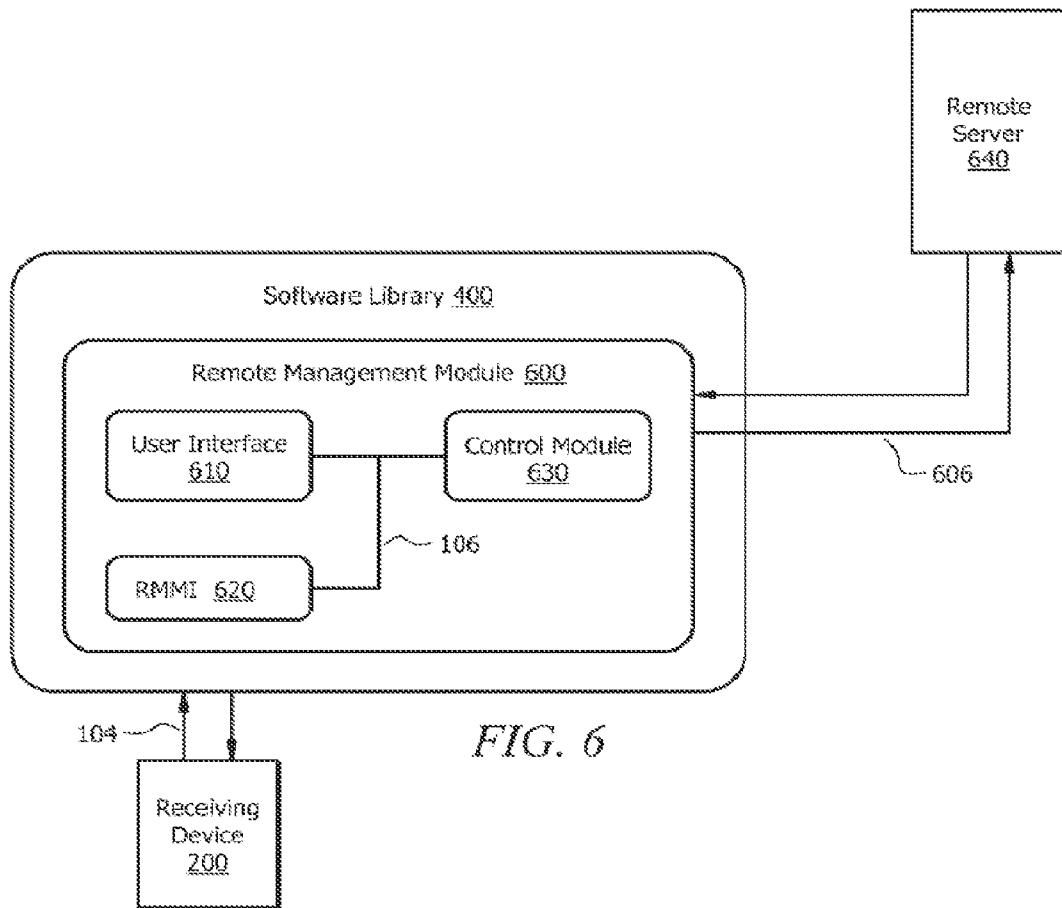 Remote
Server
640
Software Library 400
Remote Management Module 600
User Interface
610
Control Module
630
606
106
RMMI 620
104
FIG. 6
Receiving
Device
200